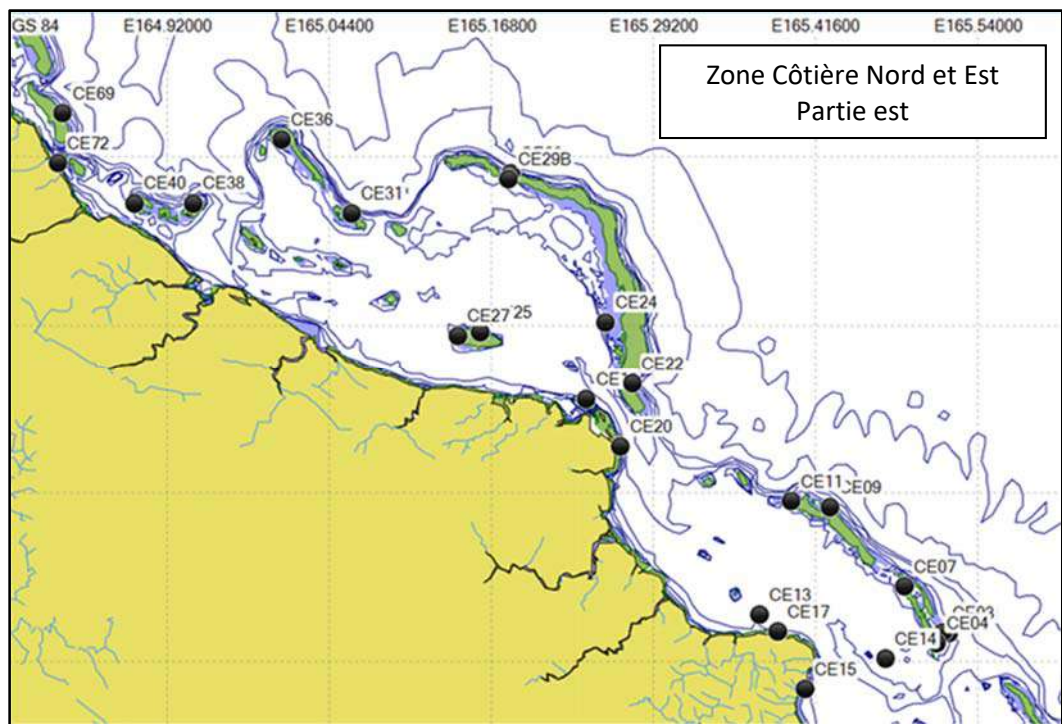 GS 84
E164.92000
E165.04400
E165.16800
E165.29200
E165.41600
E165.54000
Zone Côtière Nord et Est
Partie est
CE69
CE36
CE72
CE29B
CE40
CE38
CE31
CE24
CE27
CE22
CE20
CE11
CE09
CE07
CE13
CE17
CE04
CE14
CE15